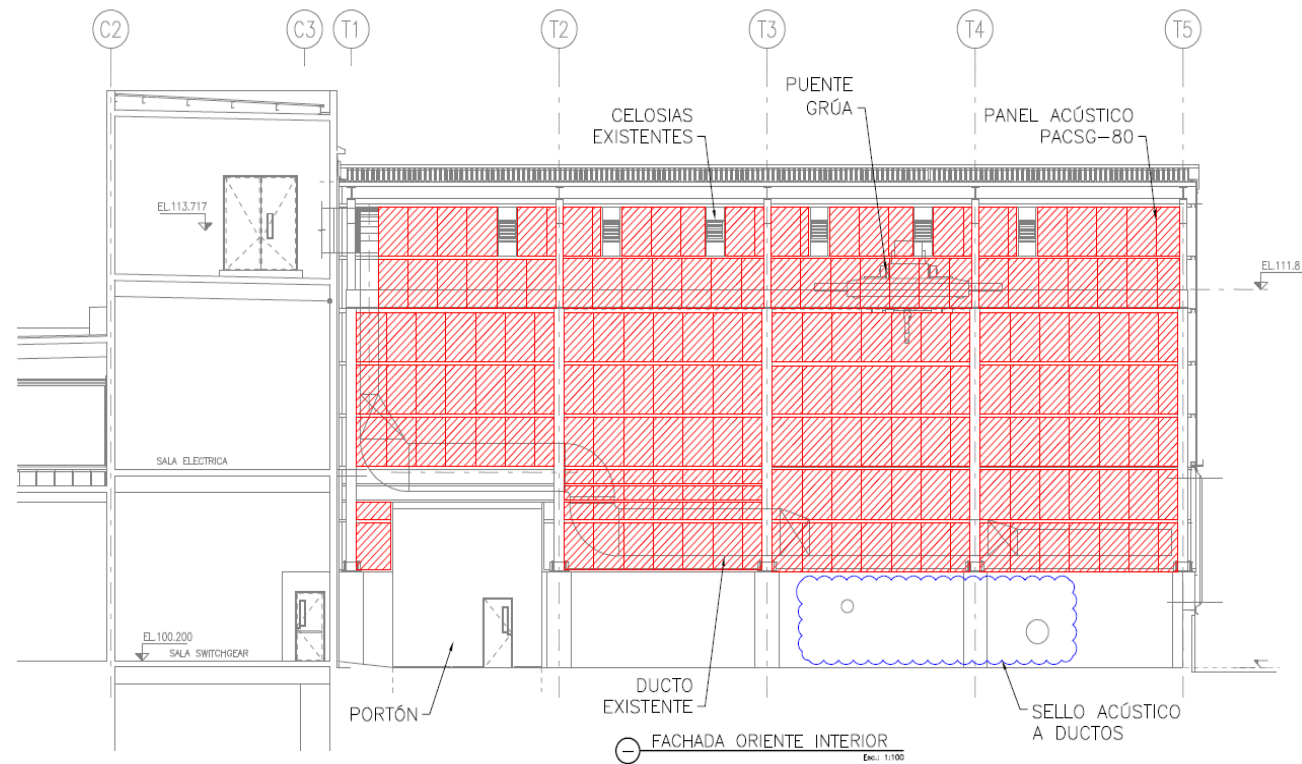 C2
C3
T1
T2
T3
T4
T5
PUENTE
GRÚA
CELOSIAS
EXISTENTES
PANEL ACÚSTICO
PACSG-80
EL.113.717
EL.111.8
SALA ELECTRICA
EL.100.200
SALA SWITCHGEAR
PORTÓN
DUCTO
EXISTENTE
SELLO ACÚSTICO
A DUCTOS
FACHADA ORIENTE INTERIOR
Esc.: 1:100